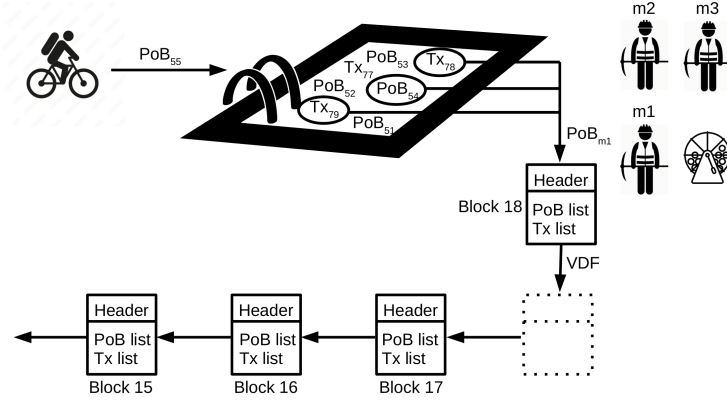 m2 m3
PoB55
PoB53 Tx78
Tx77
PoB52 PoB54
Tx79
PoB51
m1
PoBm1
Header
Block 18
PoB list
Tx list
VDF
Header Header Header
PoB list PoB list PoB list
Tx list Tx list Tx list
Block 15 Block 16 Block 17